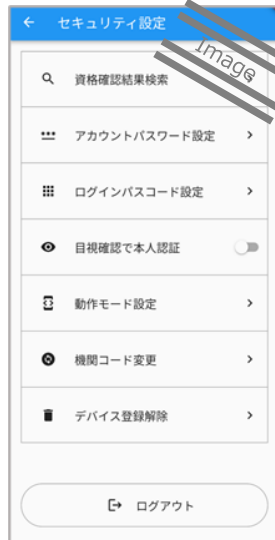 セキュリティ設定
Image
資格確認結果検索
アカウントパスワード設定
ログインパスコード設定
目視確認で本人認証
動作モード設定
機関コード変更
デバイス登録解除
ログアウト